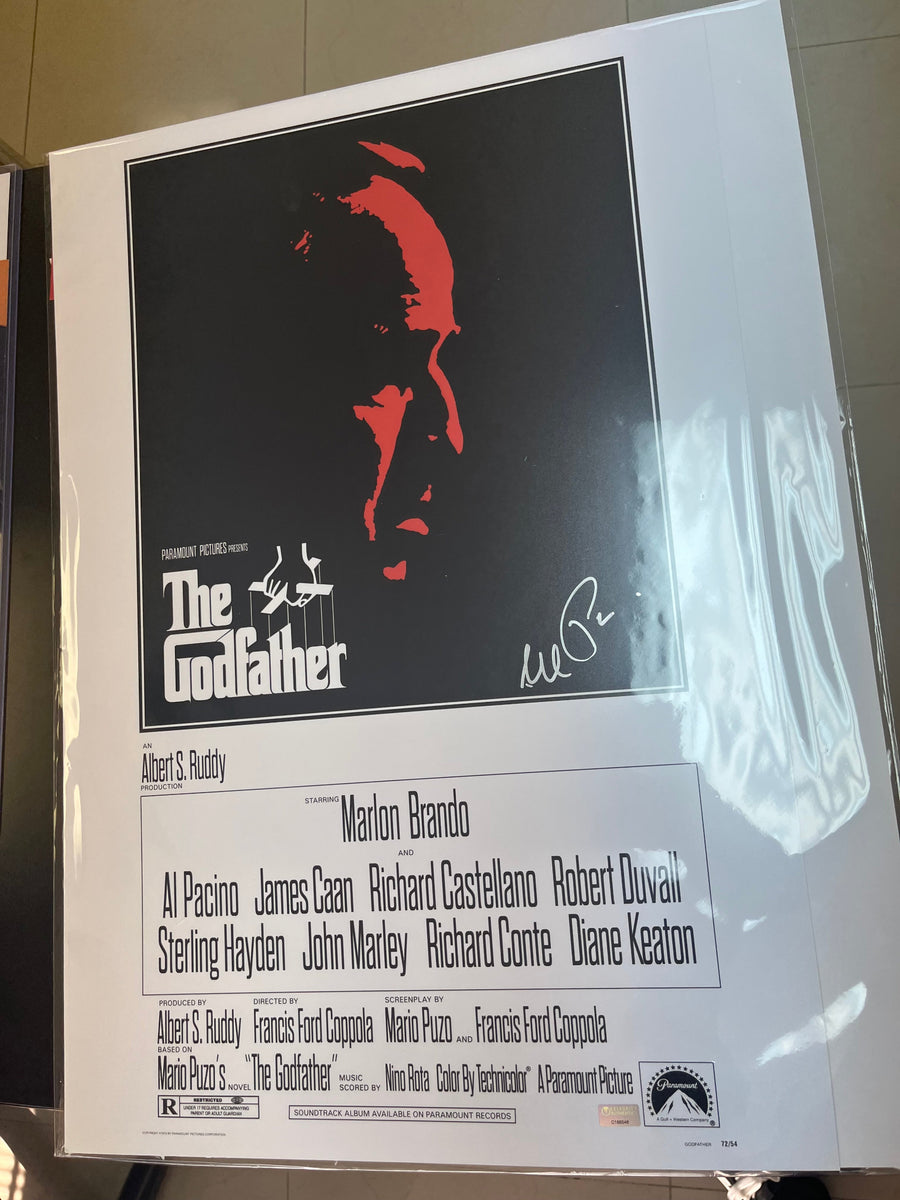 PARAMOUNT PICTURES PRESENTS
The
Godfather
AN
Albert S. Ruddy
PRODUCTION
STARRING Marlon Brando
AND
Al Pacino James Caan Richard Castellano Robert Duvall
Sterling Hayden John Marley Richard Conte Diane Keaton
PRODUCED BY DIRECTED BY SCREENPLAY BY
Albert S. Ruddy Francis Ford Coppola Mario Puzo AND Francis Ford Coppola
BASED ON
Mario Puzo's NOVEL "The Godfather" MUSIC SCORED BY Nino Rota Color By Technicolor® A Paramount Picture
R RESTRICTED
UNDER 17 REQUIRES ACCOMPANYING
PARENT OR ADULT GUARDIAN
SOUNDTRACK ALBUM AVAILABLE ON PARAMOUNT RECORDS
CELEBRITY
AUTHENTICS
Paramount
A Gulf + Western Company
®
GODFATHER 72/54